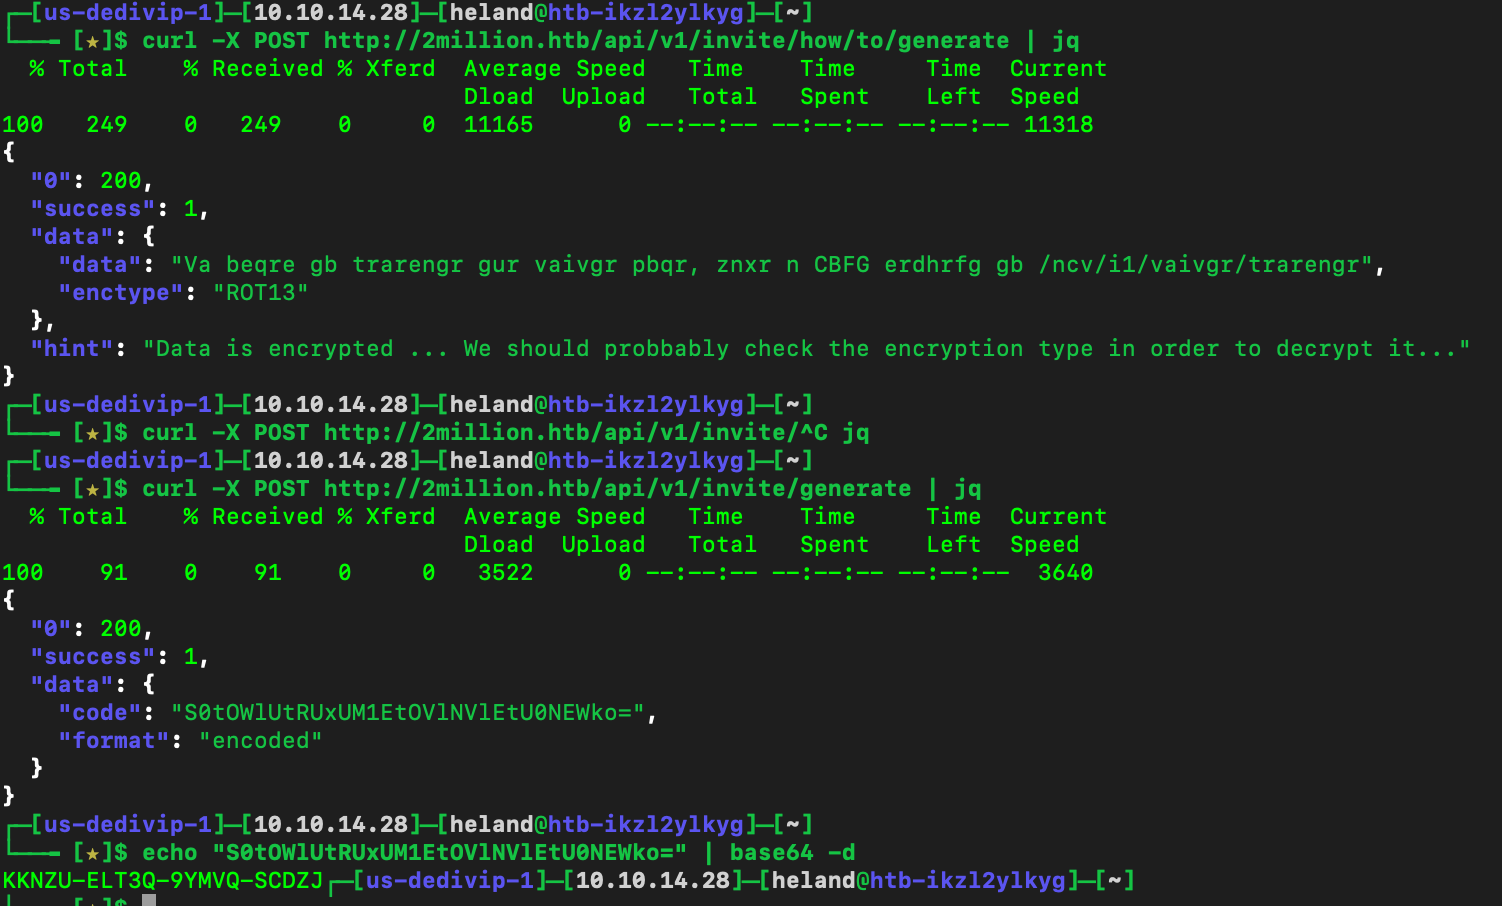 ┌─[us-dedivip-1]─[10.10.14.28]─[heland@htb-ikzl2ylkyg]─[~]
└──╼ [★]$ curl -X POST http://2million.htb/api/v1/invite/how/to/generate | jq
  % Total    % Received % Xferd  Average Speed   Time    Time     Time  Current
                                 Dload  Upload   Total   Spent    Left  Speed
100   249    0   249    0     0  11165      0 --:--:-- --:--:-- --:--:-- 11318
{
  "0": 200,
  "success": 1,
  "data": {
    "data": "Va beqre gb trarengr gur vaivgr pbqr, znxr n CBFG erdhrfg gb /ncv/i1/vaivgr/trarengr",
    "enctype": "ROT13"
  },
  "hint": "Data is encrypted ... We should probbably check the encryption type in order to decrypt it..."
}
┌─[us-dedivip-1]─[10.10.14.28]─[heland@htb-ikzl2ylkyg]─[~]
└──╼ [★]$ curl -X POST http://2million.htb/api/v1/invite/^C jq
┌─[us-dedivip-1]─[10.10.14.28]─[heland@htb-ikzl2ylkyg]─[~]
└──╼ [★]$ curl -X POST http://2million.htb/api/v1/invite/generate | jq
  % Total    % Received % Xferd  Average Speed   Time    Time     Time  Current
                                 Dload  Upload   Total   Spent    Left  Speed
100    91    0    91    0     0   3522      0 --:--:-- --:--:-- --:--:--  3640
{
  "0": 200,
  "success": 1,
  "data": {
    "code": "S0tOWlUtRUxUM1EtOVlNVlEtU0NEWko=",
    "format": "encoded"
  }
}
┌─[us-dedivip-1]─[10.10.14.28]─[heland@htb-ikzl2ylkyg]─[~]
└──╼ [★]$ echo "S0tOWlUtRUxUM1EtOVlNVlEtU0NEWko=" | base64 -d
KKNZU-ELT3Q-9YMVQ-SCDZJ┌─[us-dedivip-1]─[10.10.14.28]─[heland@htb-ikzl2ylkyg]─[~]
└──╼ [★]$